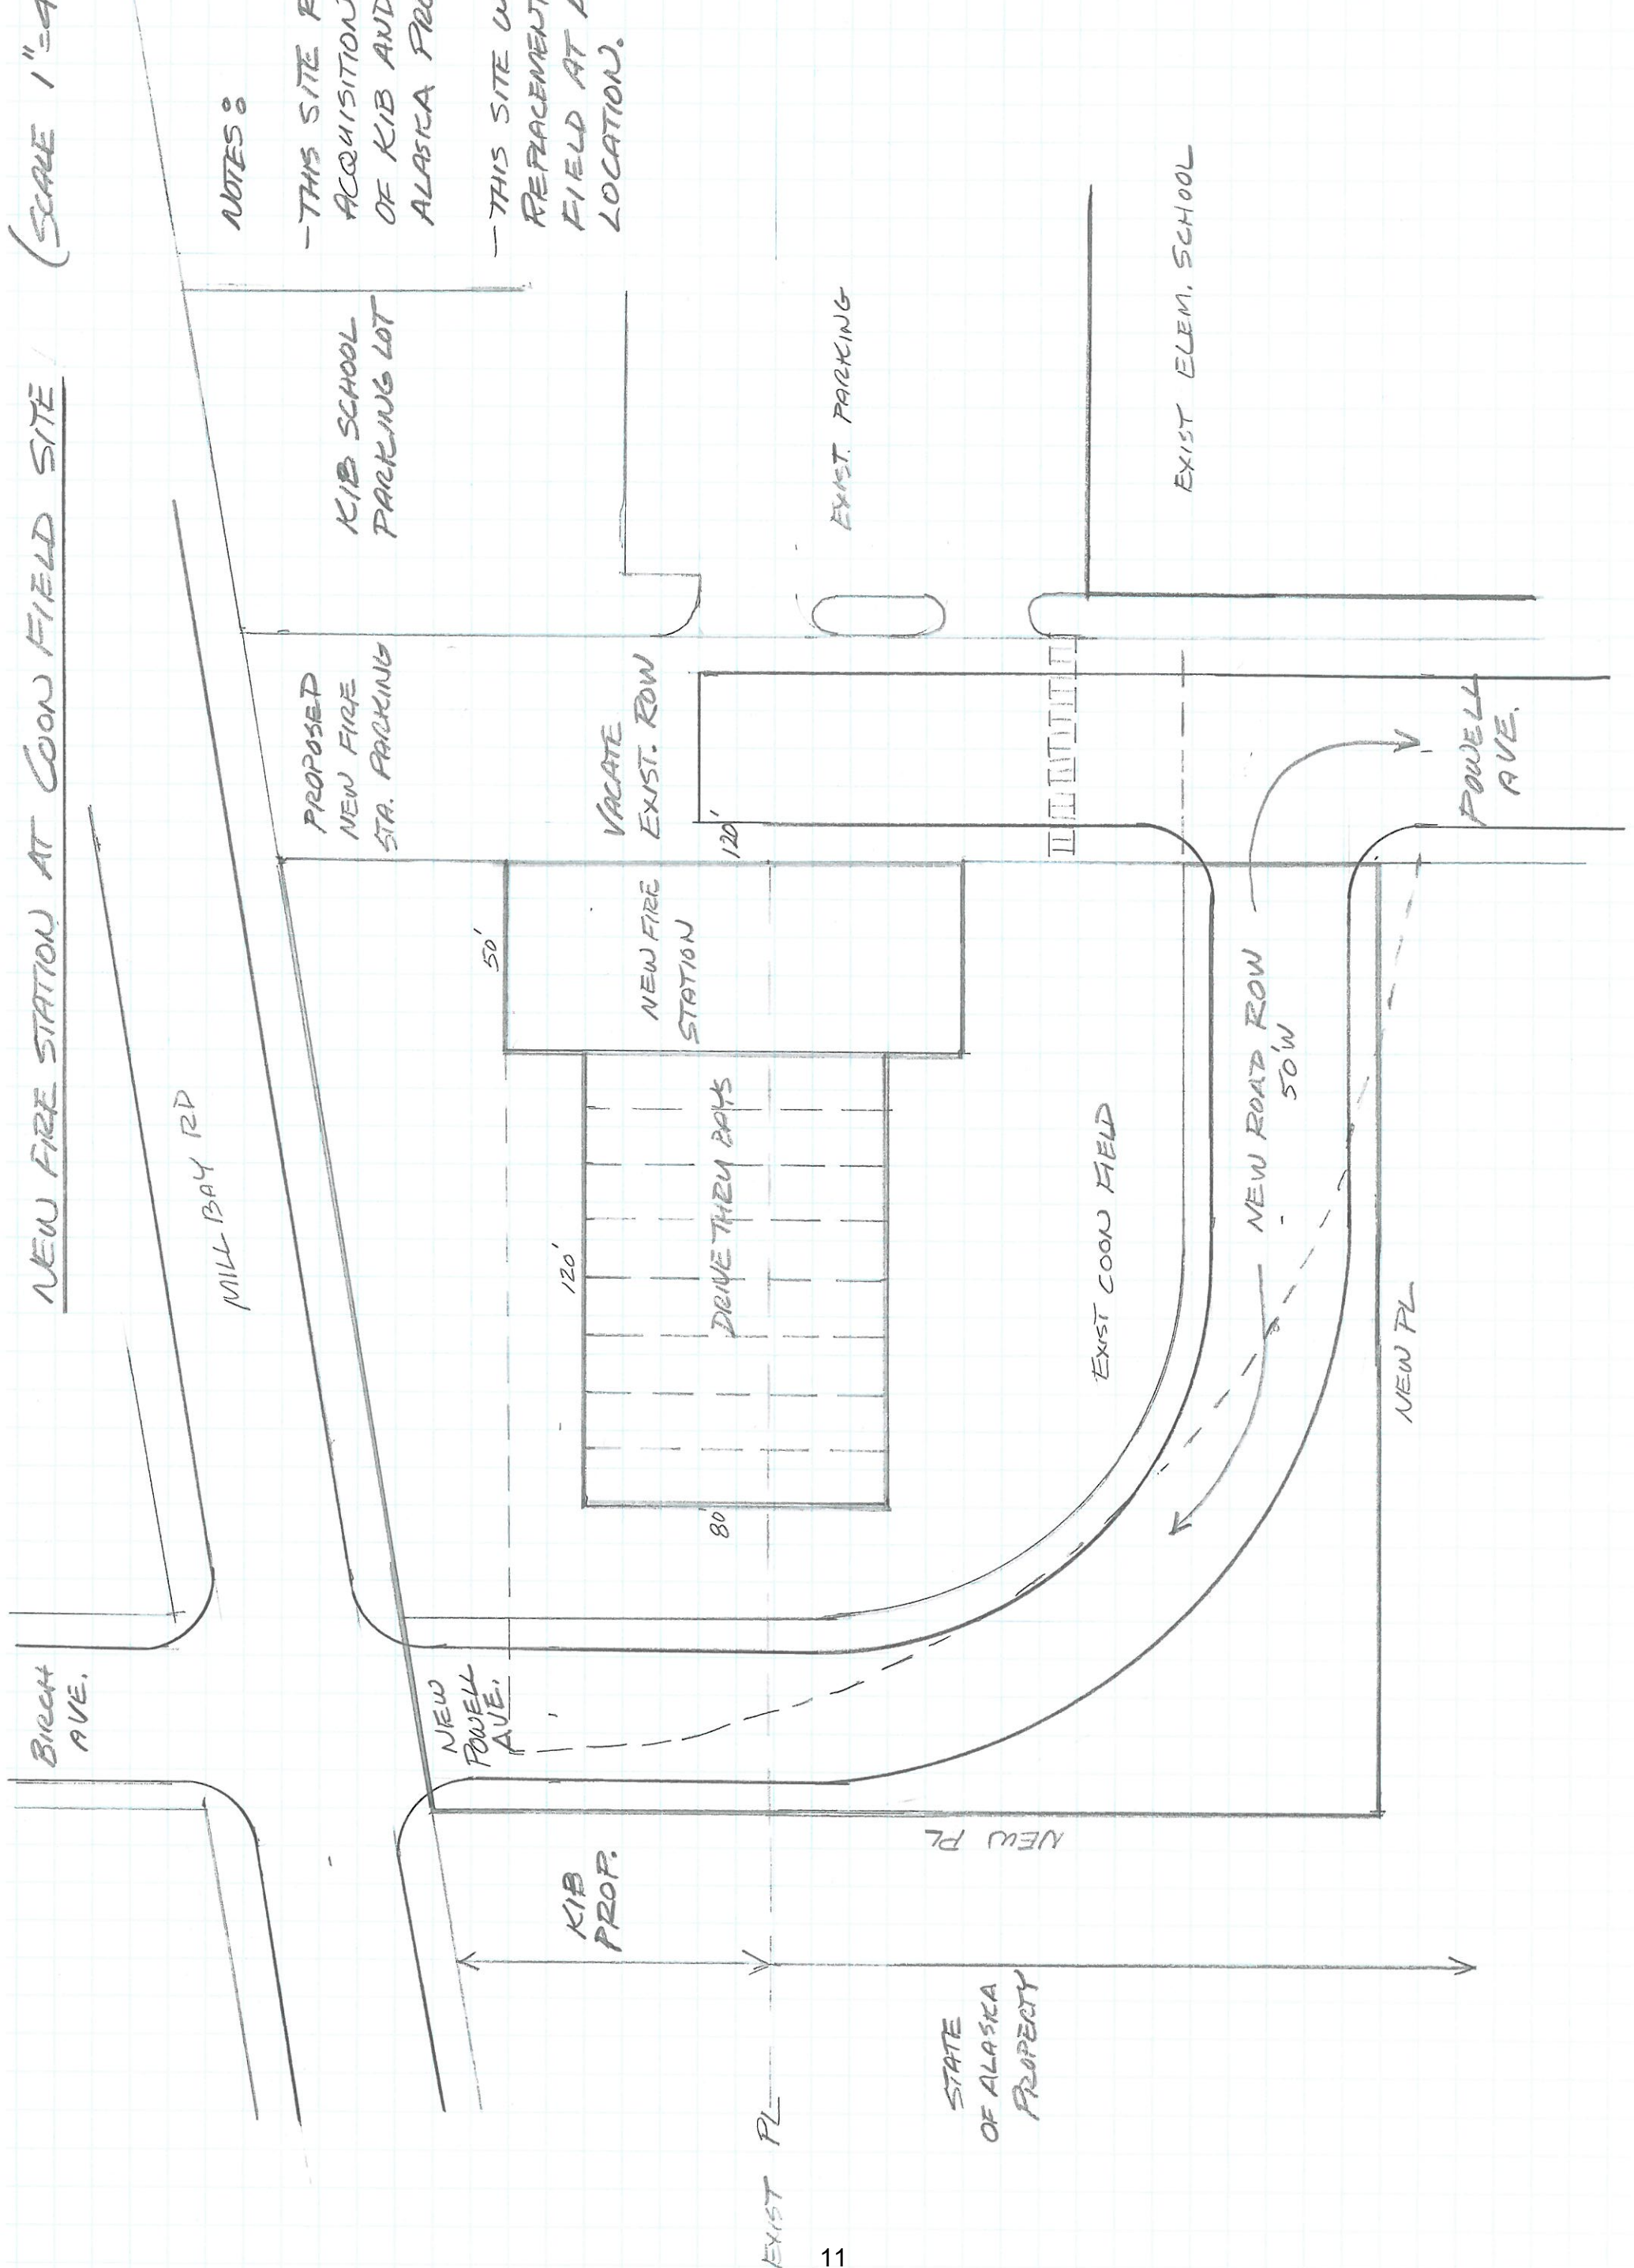 NEW FIRE STATION AT COON FIELD SITE (SCALE 1"=4
BIRCH
AVE.
MILL BAY RD
NOTES:
- THIS SITE R
ACQUISITION
OF KIB AND
ALASKA PRO
- THIS SITE W
REPLACEMENT
FIELD AT
LOCATION.
KIB SCHOOL
PARKING LOT
PROPOSED
NEW FIRE
STA. PARKING
NEW
POWELL
AVE.
50'
120'
VACATE
EXIST. ROW
120'
NEW FIRE
STATION
DRIVE THRU BAYS
80'
KIB
PROP.
EXIST PL
EXIST. PARKING
NEW PL
STATE
OF ALASKA
PROPERTY
EXIST COON FIELD
EXIST ELEM. SCHOOL
NEW ROAD ROW
50'W
NEW PL
POWELL
AVE.
11